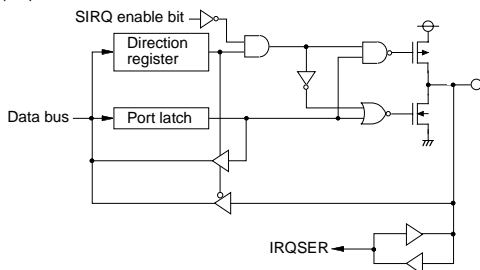 SIRQ enable bit
Direction
register
Data bus
Port latch
IRQSER